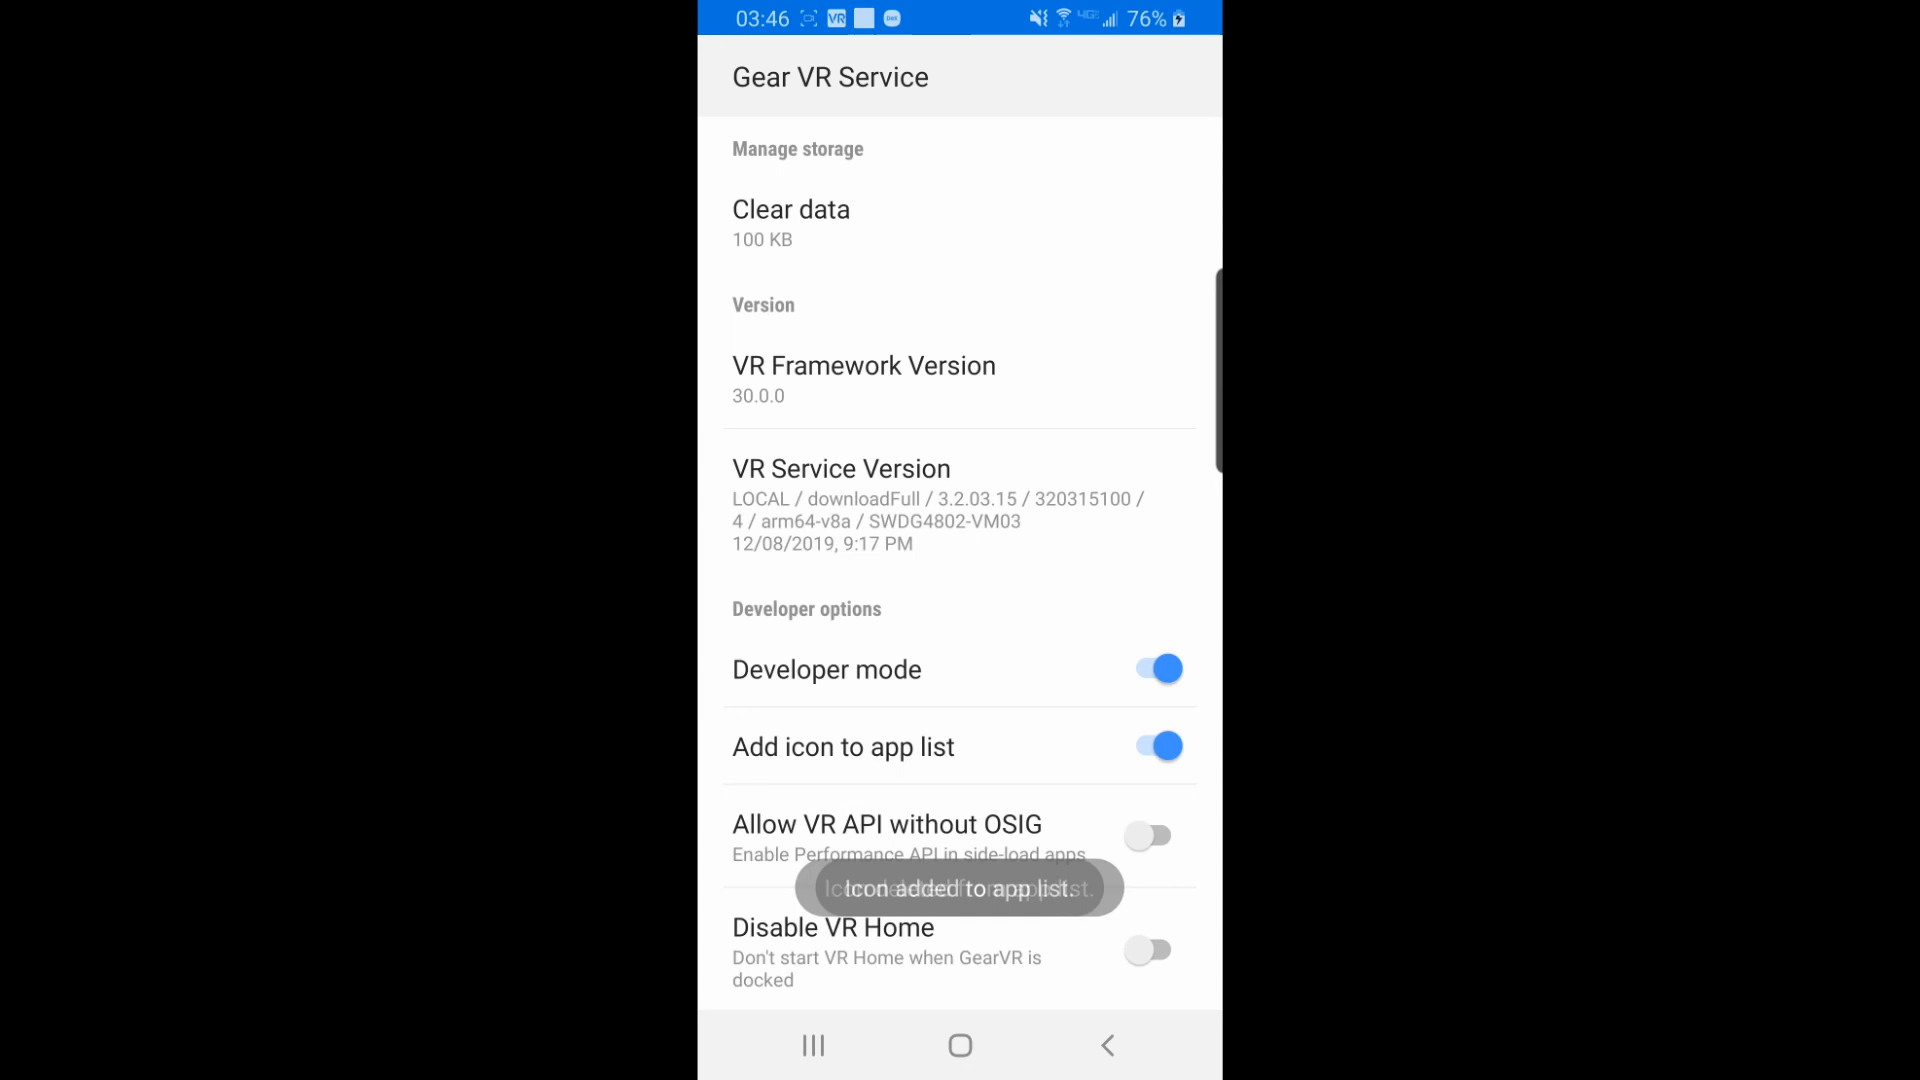 03:46 VR 4G 76%
Gear VR Service
Manage storage
Clear data
100 KB
Version
VR Framework Version
30.0.0
VR Service Version
LOCAL / downloadFull / 3.2.03.15 / 320315100 /
4 / arm64-v8a / SWDG4802-VM03
12/08/2019, 9:17 PM
Developer options
Developer mode
Add icon to app list
Allow VR API without OSIG
Enable Performance API in side-load apps
Icon added to app list.
Disable VR Home
Don't start VR Home when GearVR is
docked